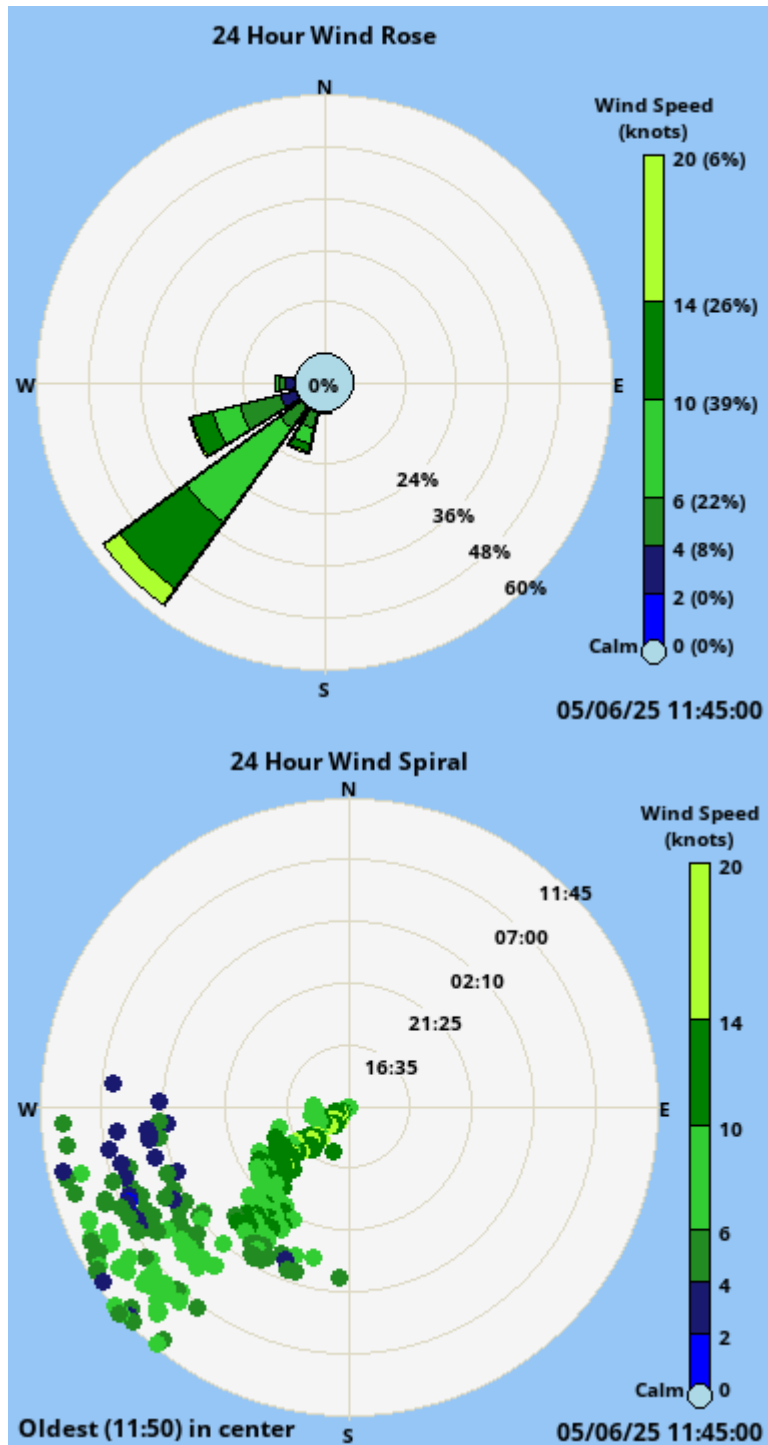 24 Hour Wind Rose
N
Wind Speed
(knots)
20 (6%)
14 (26%)
W
0%
E
10 (39%)
24%
36%
6 (22%)
48%
4 (8%)
60%
2 (0%)
Calm
0 (0%)
S
05/06/25 11:45:00
24 Hour Wind Spiral
N
Wind Speed
(knots)
20
11:45
07:00
02:10
21:25
14
16:35
W
E
10
6
4
2
Calm
0
Oldest (11:50) in center
S
05/06/25 11:45:00